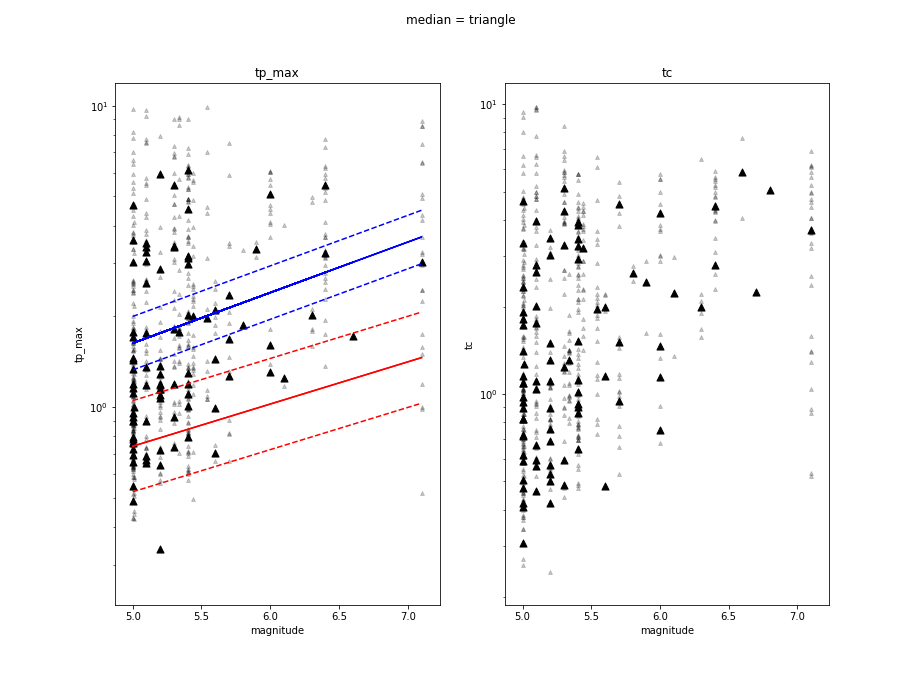 median = triangle
tp_max
tc
tp_max
10¹
10⁰
5.0 5.5 6.0 6.5 7.0
magnitude
tc
10¹
10⁰
5.0 5.5 6.0 6.5 7.0
magnitude